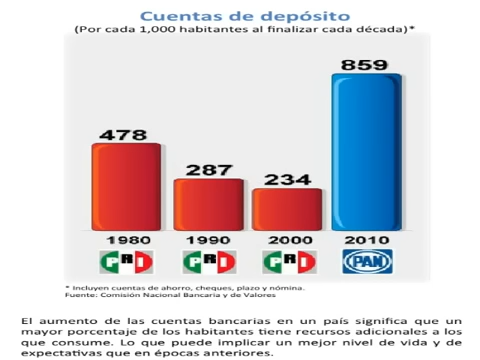 Cuentas de depósito
(Por cada 1,000 habitantes al finalizar cada década)*
859
478
287
234
1980 1990 2000 2010
PRI PRI PRI PAN
* Incluyen cuentas de ahorro, cheques, plazo y nómina.
Fuente: Comisión Nacional Bancaria y de Valores
El aumento de las cuentas bancarias en un país significa que un
mayor porcentaje de los habitantes tiene recursos adicionales a los
que consume. Lo que puede implicar un mejor nivel de vida y de
expectativas que en épocas anteriores.